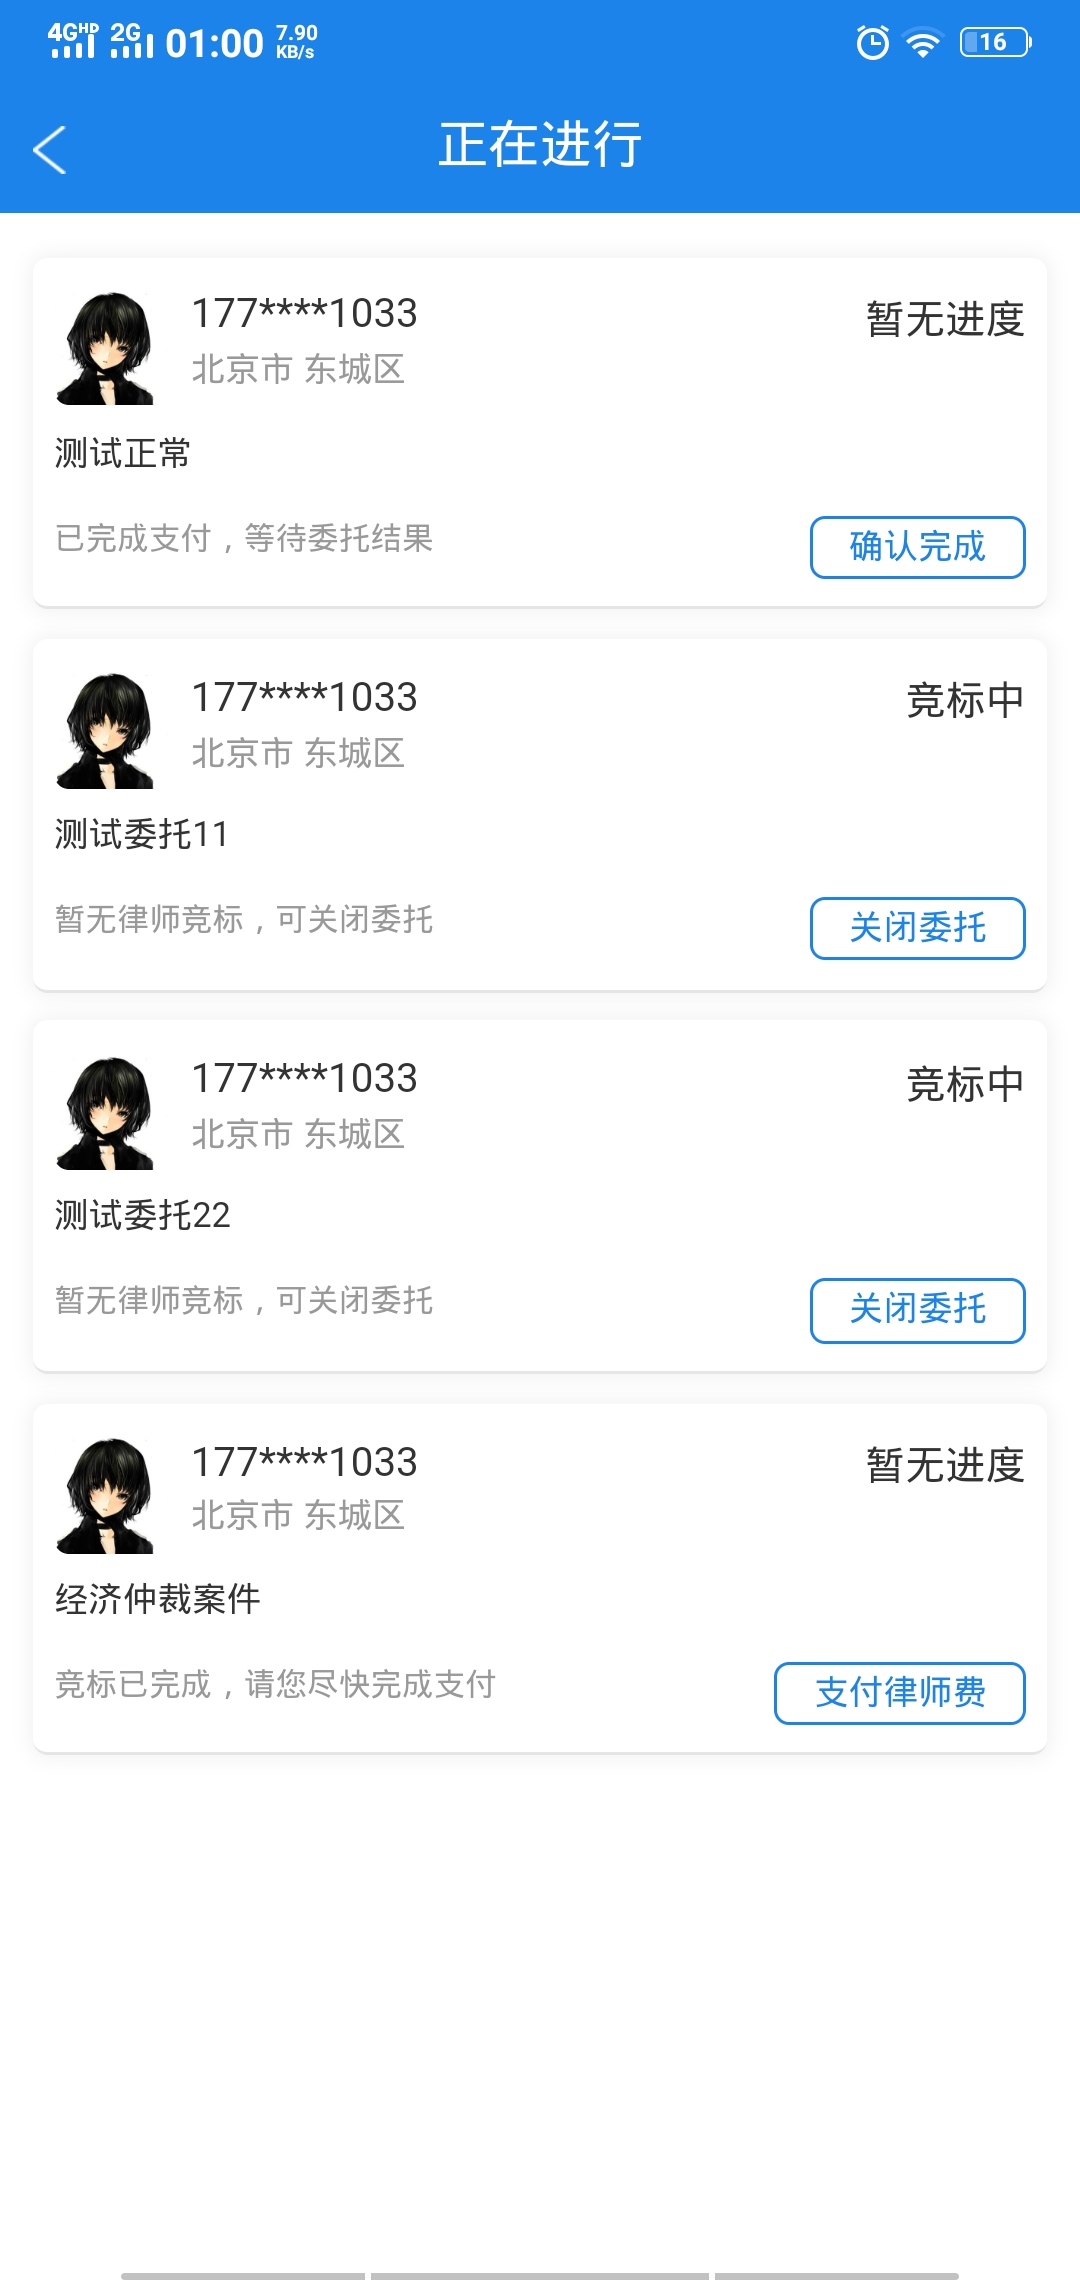 4GHD 2G 01:00 7.90 KB/s 16
正在进行
177****1033 暂无进度
北京市 东城区
测试正常
已完成支付，等待委托结果 确认完成
177****1033 竞标中
北京市 东城区
测试委托11
暂无律师竞标，可关闭委托 关闭委托
177****1033 竞标中
北京市 东城区
测试委托22
暂无律师竞标，可关闭委托 关闭委托
177****1033 暂无进度
北京市 东城区
经济仲裁案件
竞标已完成，请您尽快完成支付 支付律师费